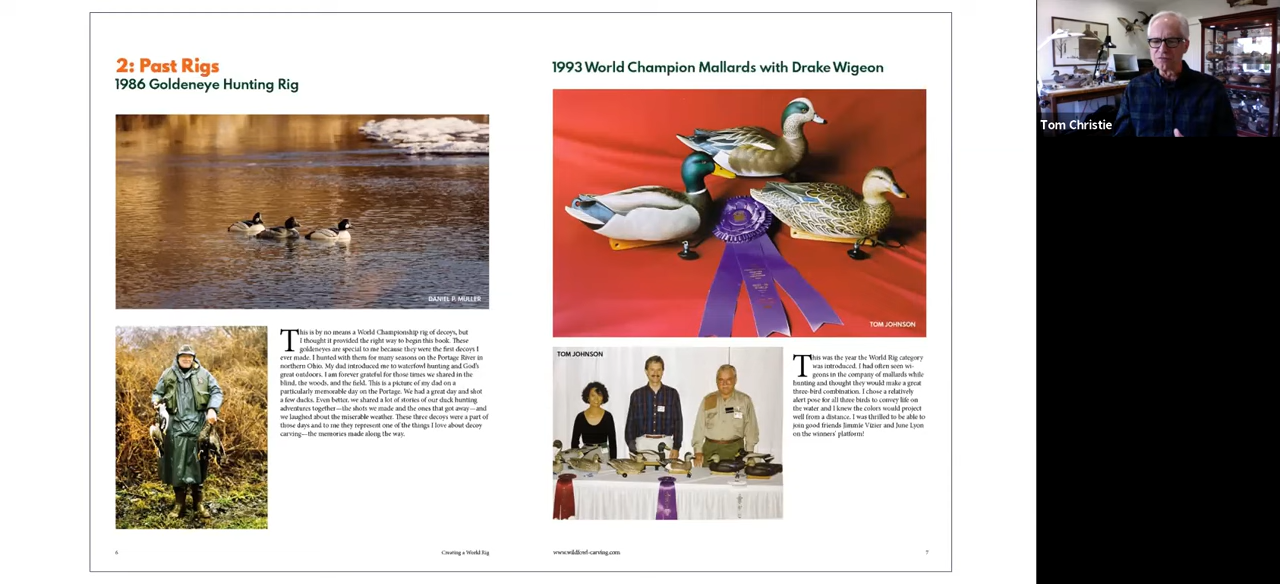 2: Past Rigs
1986 Goldeneye Hunting Rig
DANIEL P. MULLER
This is by no means a World Championship rig of decoys, but
I thought it provided the right way to begin this book. These
goldeneyes are special to me because they were the first decoys I
ever made. I hunted with them for many seasons on the Portage River in
northern Ohio. My dad introduced me to waterfowl hunting and God's
great outdoors. I am forever grateful for those times we shared in the
blind, the woods, and the field. This is a picture of my dad on a
particularly memorable day on the Portage. We had a great day and shot
a few ducks. Even better, we shared a lot of stories of our duck hunting
adventures together—the shots we made and the ones that got away—and
we laughed about the miserable weather. These three decoys were a part of
those days and to me they represent one of the things I love about decoy
carving—the memories made along the way.
6
Creating a World Rig
1993 World Champion Mallards with Drake Wigeon
TOM JOHNSON
TOM JOHNSON
This was the year the World Rig category
was introduced. I had often seen wi-
geons in the company of mallards while
hunting and thought they would make a great
three-bird combination. I chose a relatively
alert pose for all three birds to convey life on
the water and I knew the colors would project
well from a distance. I was thrilled to be able to
join good friends Jimmie Vizier and June Lyon
on the winners' platform!
www.wildfowl-carving.com
7
Tom Christie